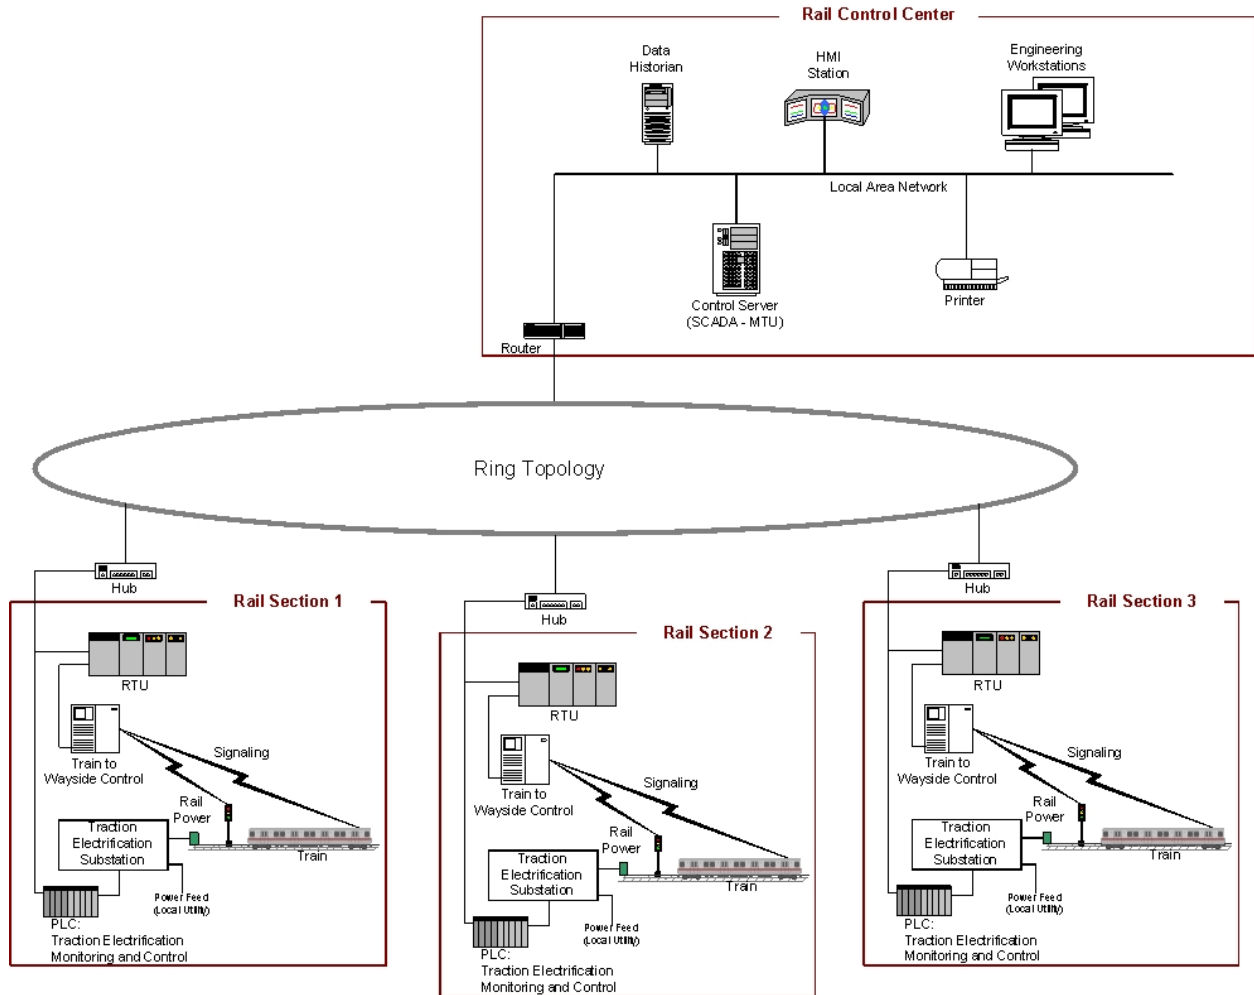 Rail Control Center
Data
Historian
HMI
Station
Engineering
Workstations
Local Area Network
Control Server
(SCADA - MTU)
Printer
Router
Ring Topology
Hub
Rail Section 1
RTU
Train to
Wayside Control
Signaling
Rail
Power
Traction
Electrification
Substation
Train
Power Feed
(Local Utility)
PLC:
Traction Electrification
Monitoring and Control
Hub
Rail Section 2
RTU
Train to
Wayside Control
Signaling
Rail
Power
Traction
Electrification
Substation
Train
Power Feed
(Local Utility)
PLC:
Traction Electrification
Monitoring and Control
Hub
Rail Section 3
RTU
Train to
Wayside Control
Signaling
Rail
Power
Traction
Electrification
Substation
Train
Power Feed
(Local Utility)
PLC:
Traction Electrification
Monitoring and Control